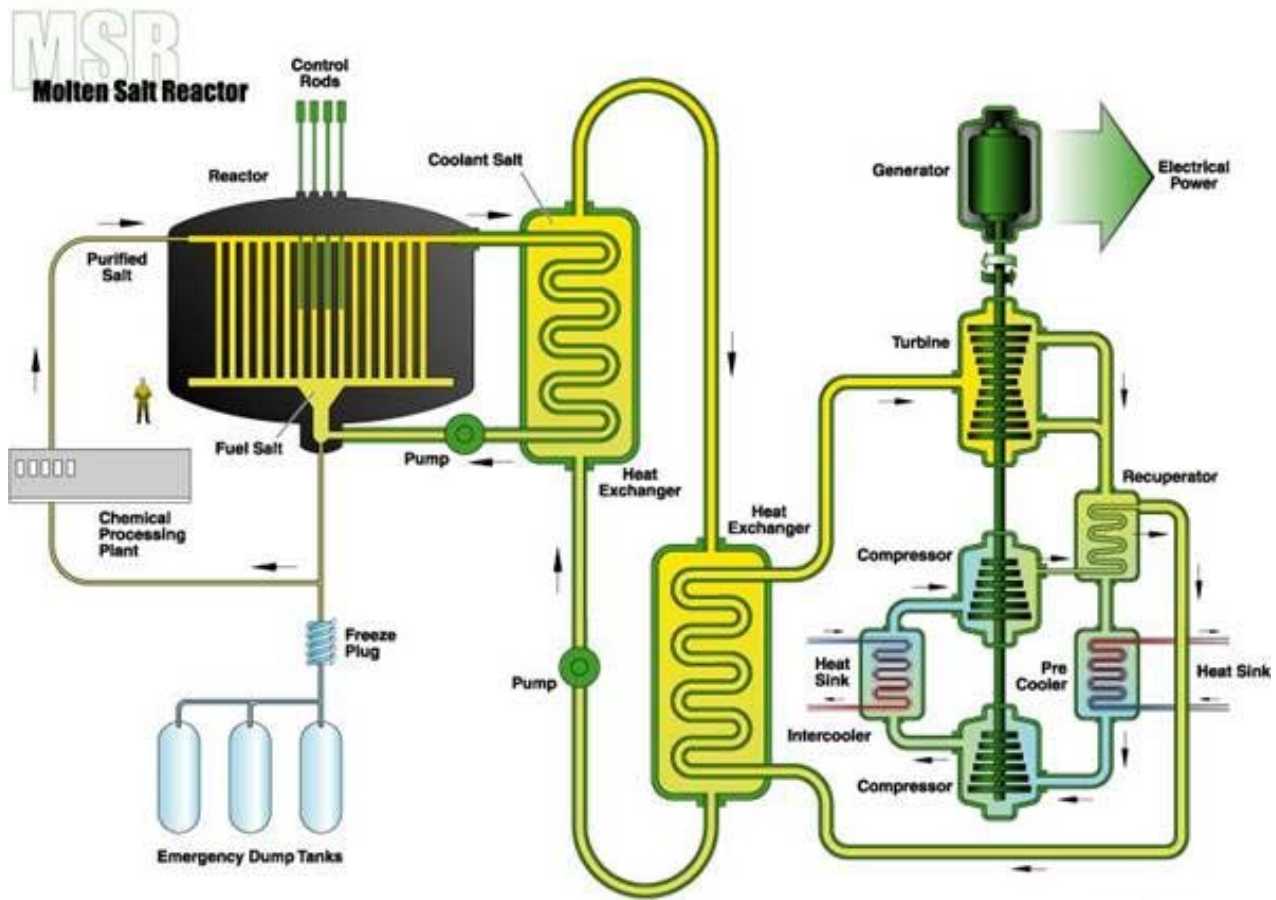 MSR
Molten Salt Reactor
Control
Rods
Reactor
Coolant Salt
Purified
Salt
Fuel Salt
Pump
Heat
Exchanger
Chemical
Processing
Plant
Freeze
Plug
Emergency Dump Tanks
Pump
Heat
Exchanger
Generator
Electrical
Power
Turbine
Recuperator
Compressor
Heat
Sink
Pre
Cooler
Heat Sink
Intercooler
Compressor